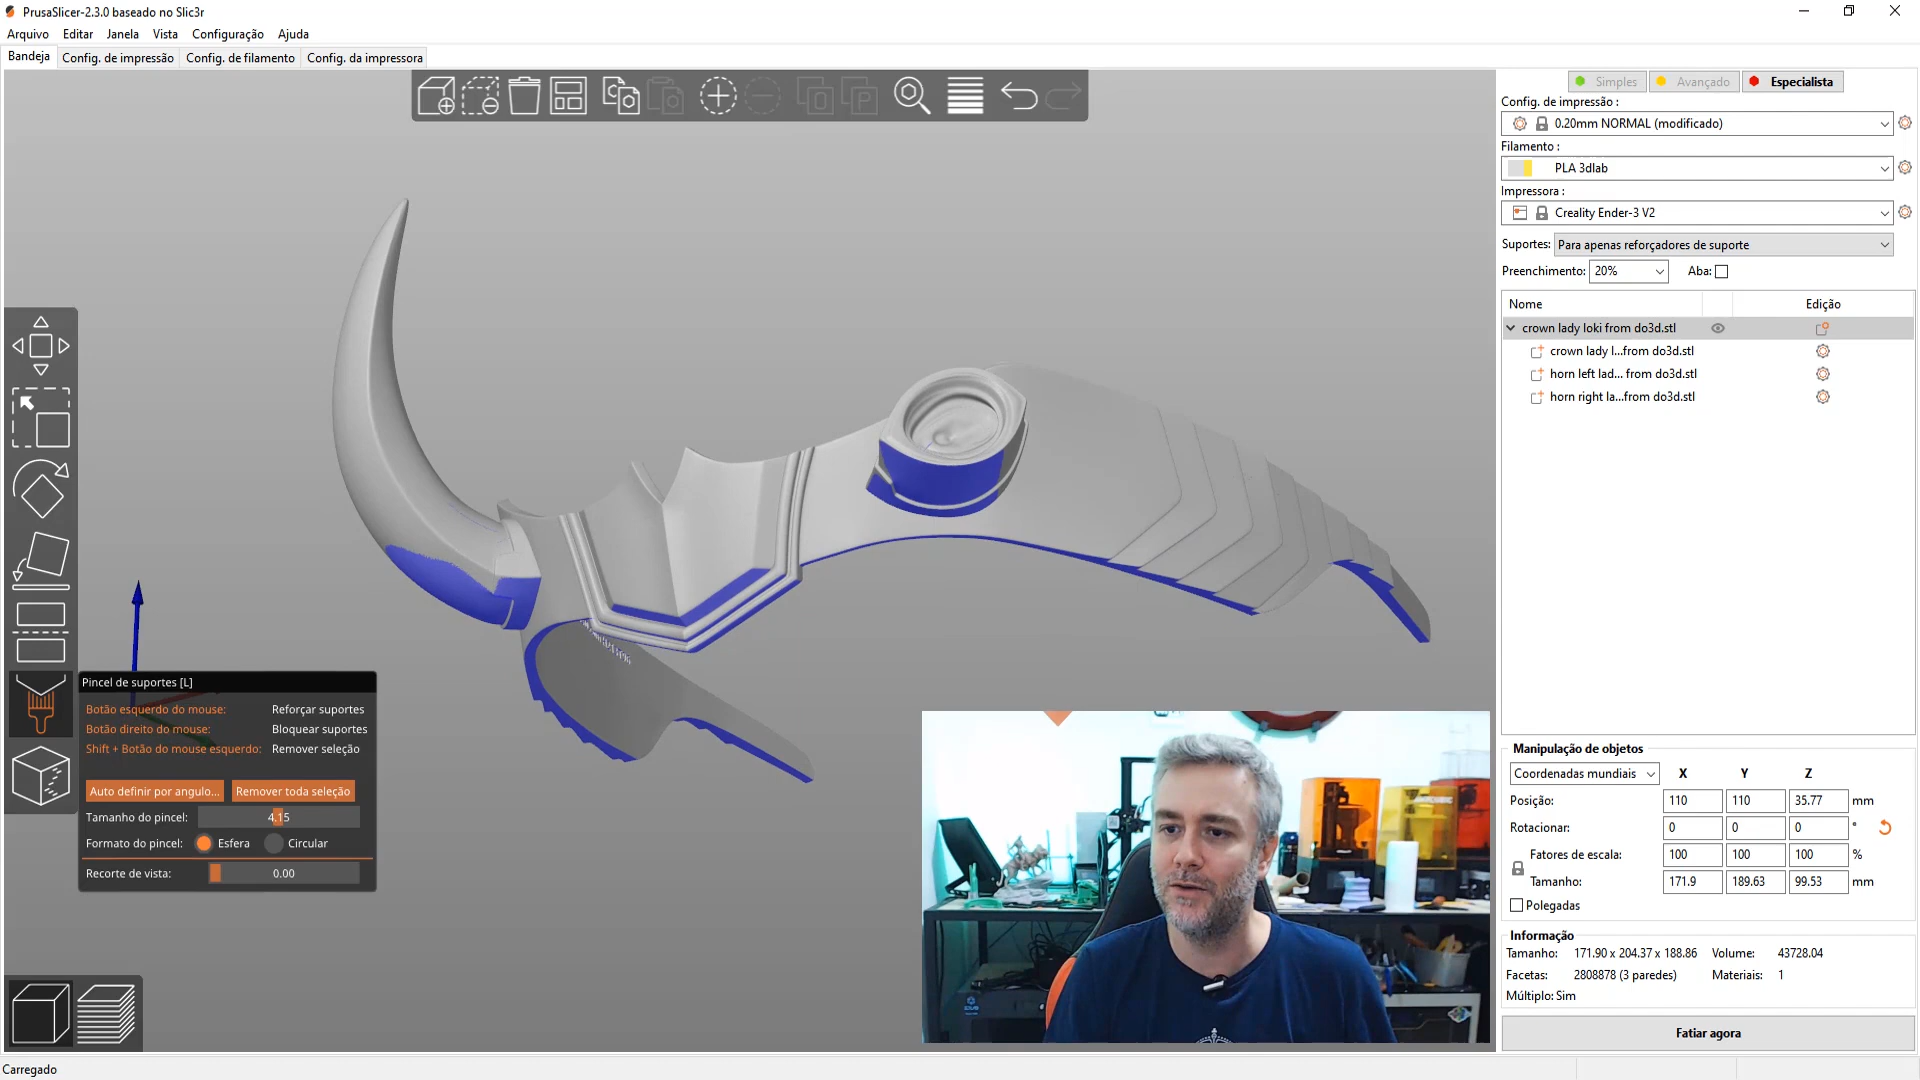 PrusaSlicer-2.3.0 baseado no Slic3r
Arquivo Editar Janela Vista Configuração Ajuda
Bandeja Config. de impressão Config. de filamento Config. da impressora
Simples Avançado Especialista
Config. de impressão :
0.20mm NORMAL (modificado)
Filamento :
PLA 3dlab
Impressora :
Creality Ender-3 V2
Suportes: Para apenas reforçadores de suporte
Preenchimento: 20% Aba:
Nome Edição
crown lady loki from do3d.stl
crown lady l...from do3d.stl
horn left lad... from do3d.stl
horn right la...from do3d.stl
Pincel de suportes [L]
Botão esquerdo do mouse: Reforçar suportes
Botão direito do mouse: Bloquear suportes
Shift + Botão do mouse esquerdo: Remover seleção
Auto definir por angulo... Remover toda seleção
Tamanho do pincel: 4.15
Formato do pincel: Esfera Circular
Recorte de vista: 0.00
Manipulação de objetos
Coordenadas mundiais X Y Z
Posição: 110 110 35.77 mm
Rotacionar: 0 0 0 °
Fatores de escala: 100 100 100 %
Tamanho: 171.9 189.63 99.53 mm
Polegadas
Informação
Tamanho: 171.90 x 204.37 x 188.86 Volume: 43728.04
Facetas: 2808878 (3 paredes) Materiais: 1
Múltiplo: Sim
Fatiar agora
Carregado